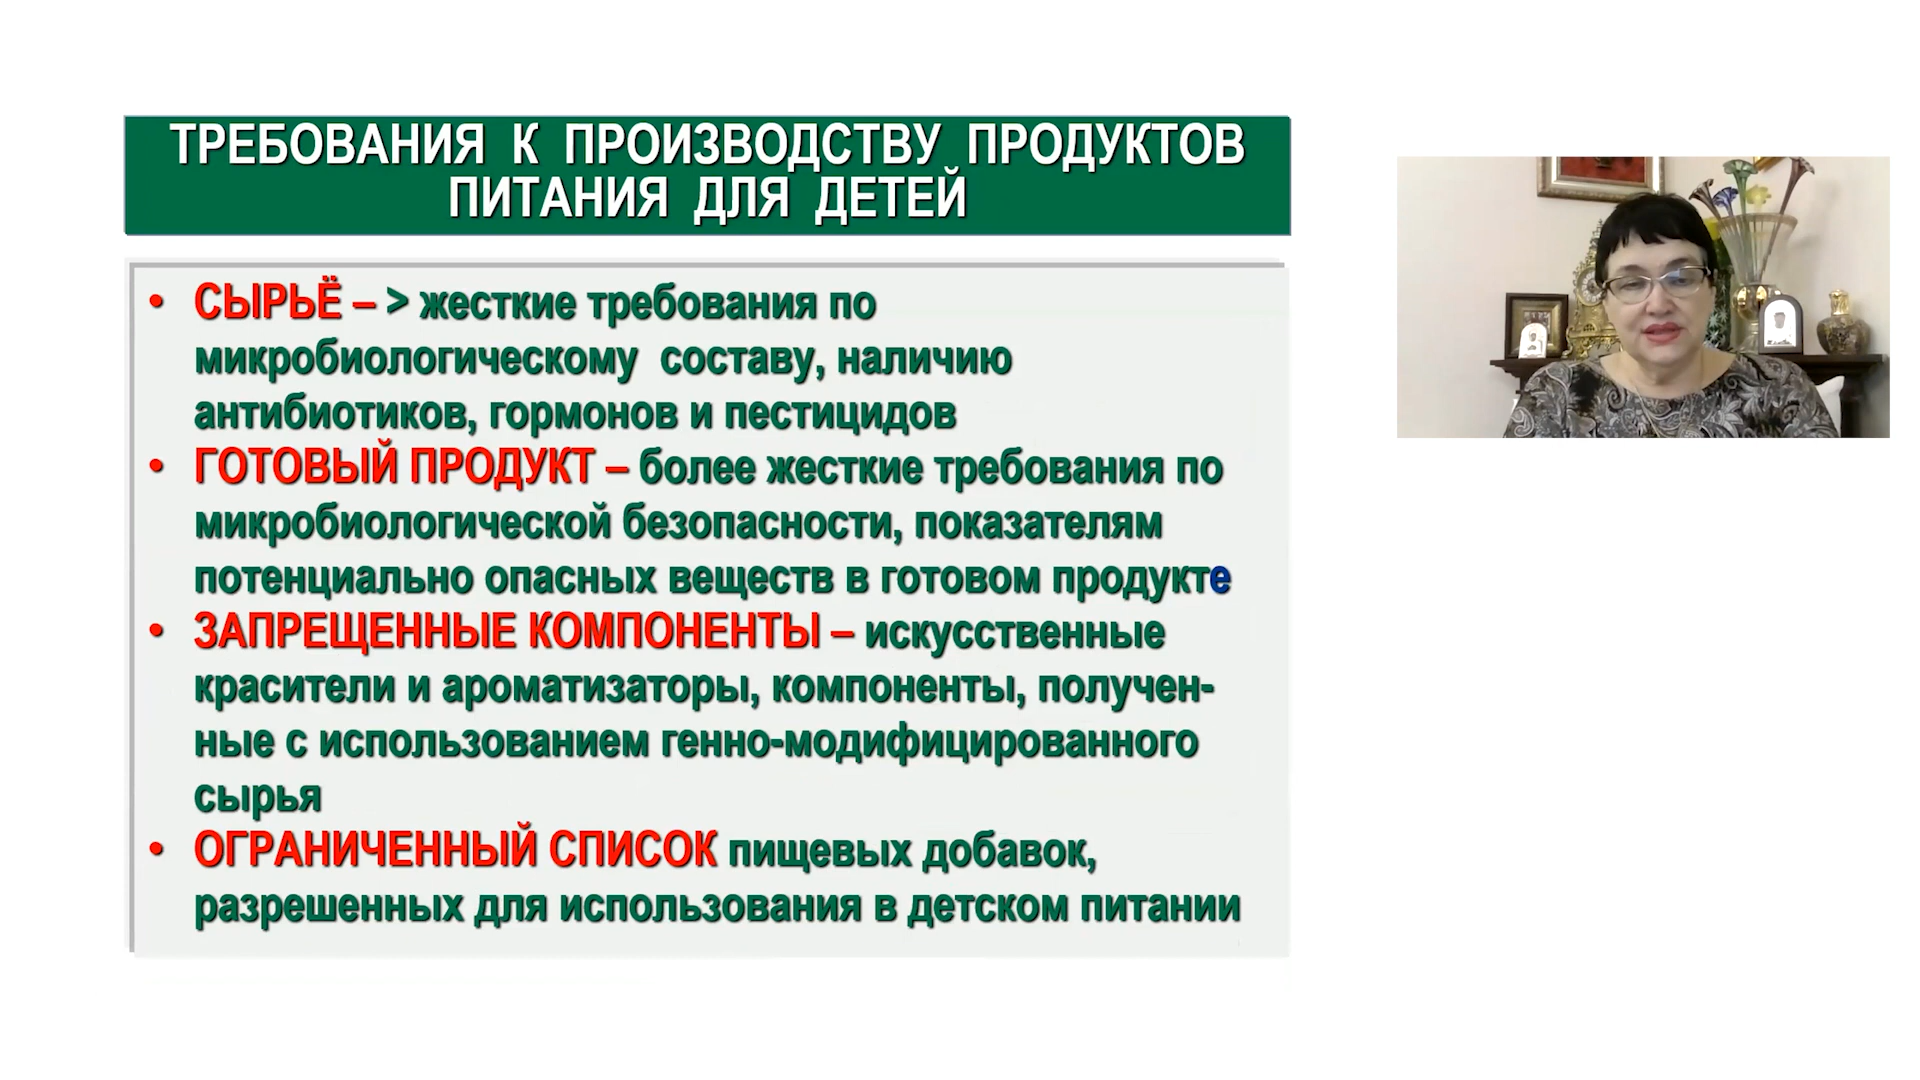 ТРЕБОВАНИЯ К ПРОИЗВОДСТВУ ПРОДУКТОВ
ПИТАНИЯ ДЛЯ ДЕТЕЙ
• СЫРЬЁ – > жесткие требования по
микробиологическому составу, наличию
антибиотиков, гормонов и пестицидов
• ГОТОВЫЙ ПРОДУКТ – более жесткие требования по
микробиологической безопасности, показателям
потенциально опасных веществ в готовом продукте
• ЗАПРЕЩЕННЫЕ КОМПОНЕНТЫ – искусственные
красители и ароматизаторы, компоненты, получен-
ные с использованием генно-модифицированного
сырья
• ОГРАНИЧЕННЫЙ СПИСОК пищевых добавок,
разрешенных для использования в детском питании